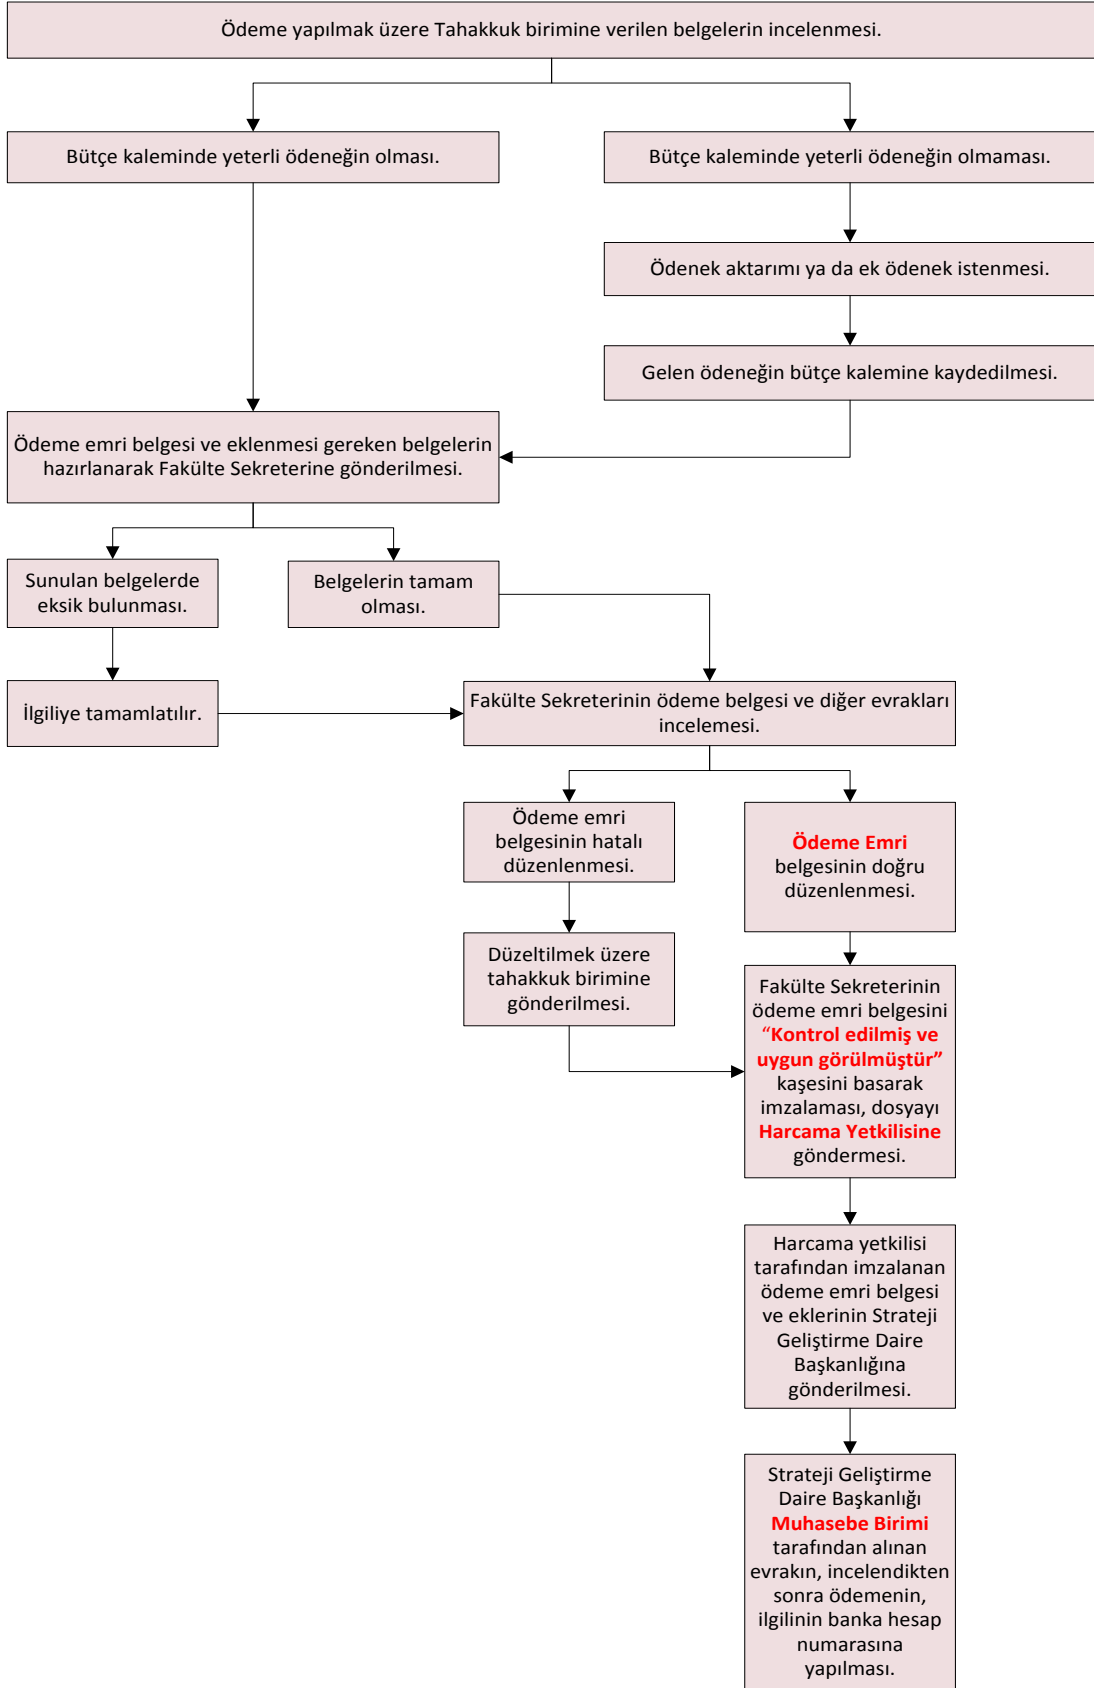 Ödeme yapılmak üzere Tahakkuk birimine verilen belgelerin incelenmesi.
Bütçe kaleminde yeterli ödeneğin olması.
Bütçe kaleminde yeterli ödeneğin olmaması.
Ödenek aktarımı ya da ek ödenek istenmesi.
Gelen ödeneğin bütçe kalemine kaydedilmesi.
Ödeme emri belgesi ve eklenmesi gereken belgelerin
hazırlanarak Fakülte Sekreterine gönderilmesi.
Sunulan belgelerde
eksik bulunması.
Belgelerin tamam
olması.
İlgiliye tamamlatılır.
Fakülte Sekreterinin ödeme belgesi ve diğer evrakları
incelemesi.
Ödeme emri
belgesinin hatalı
düzenlenmesi.
Ödeme Emri
belgesinin doğru
düzenlenmesi.
Düzeltilmek üzere
tahakkuk birimine
gönderilmesi.
Fakülte Sekreterinin
ödeme emri belgesini
“Kontrol edilmiş ve
uygun görülmüştür”
kaşesini basarak
imzalaması, dosyayı
Harcama Yetkilisine
göndermesi.
Harcama yetkilisi
tarafından imzalanan
ödeme emri belgesi
ve eklerinin Strateji
Geliştirme Daire
Başkanlığına
gönderilmesi.
Strateji Geliştirme
Daire Başkanlığı
Muhasebe Birimi
tarafından alınan
evrakın, incelendikten
sonra ödemenin,
ilgilinin banka hesap
numarasına
yapılması.